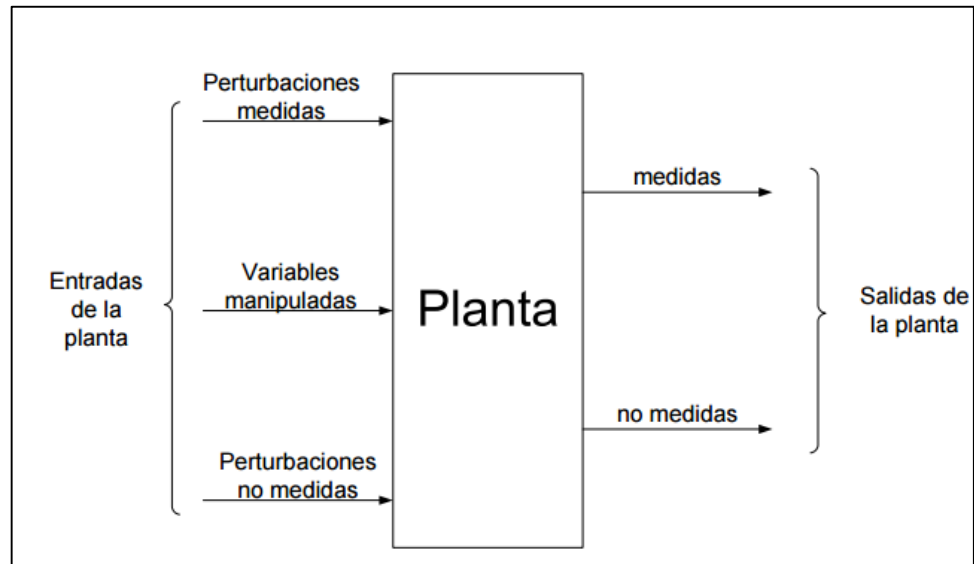 Perturbaciones
medidas
Entradas
de la
planta
Variables
manipuladas
Perturbaciones
no medidas
Planta
medidas
no medidas
Salidas de
la planta